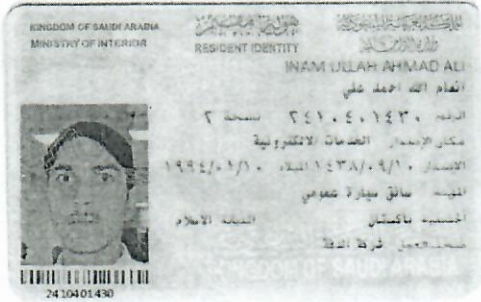 KINGDOM OF SAUDI ARABIA
MINISTRY OF INTERIOR
هوية مقيم
RESIDENT IDENTITY
المملكة العربية السعودية
وزارة الداخلية
INAM ULLAH AHMAD ALI
انعام الله احمد علي
الرقم ٢٤١٠٤٠١٤٣٠ نسخة ٢
مكان الإصدار الخدمات الالكترونية
الإصدار ١٤٣٨/٠٩/١٠ الميلاد ١٩٩٤/٠١/١٠
المهنة سائق سيارة عمومي
الجنسية باكستان الديانة الاسلام
صاحب العمل
KINGDOM OF SAUDI ARABIA
2410401430